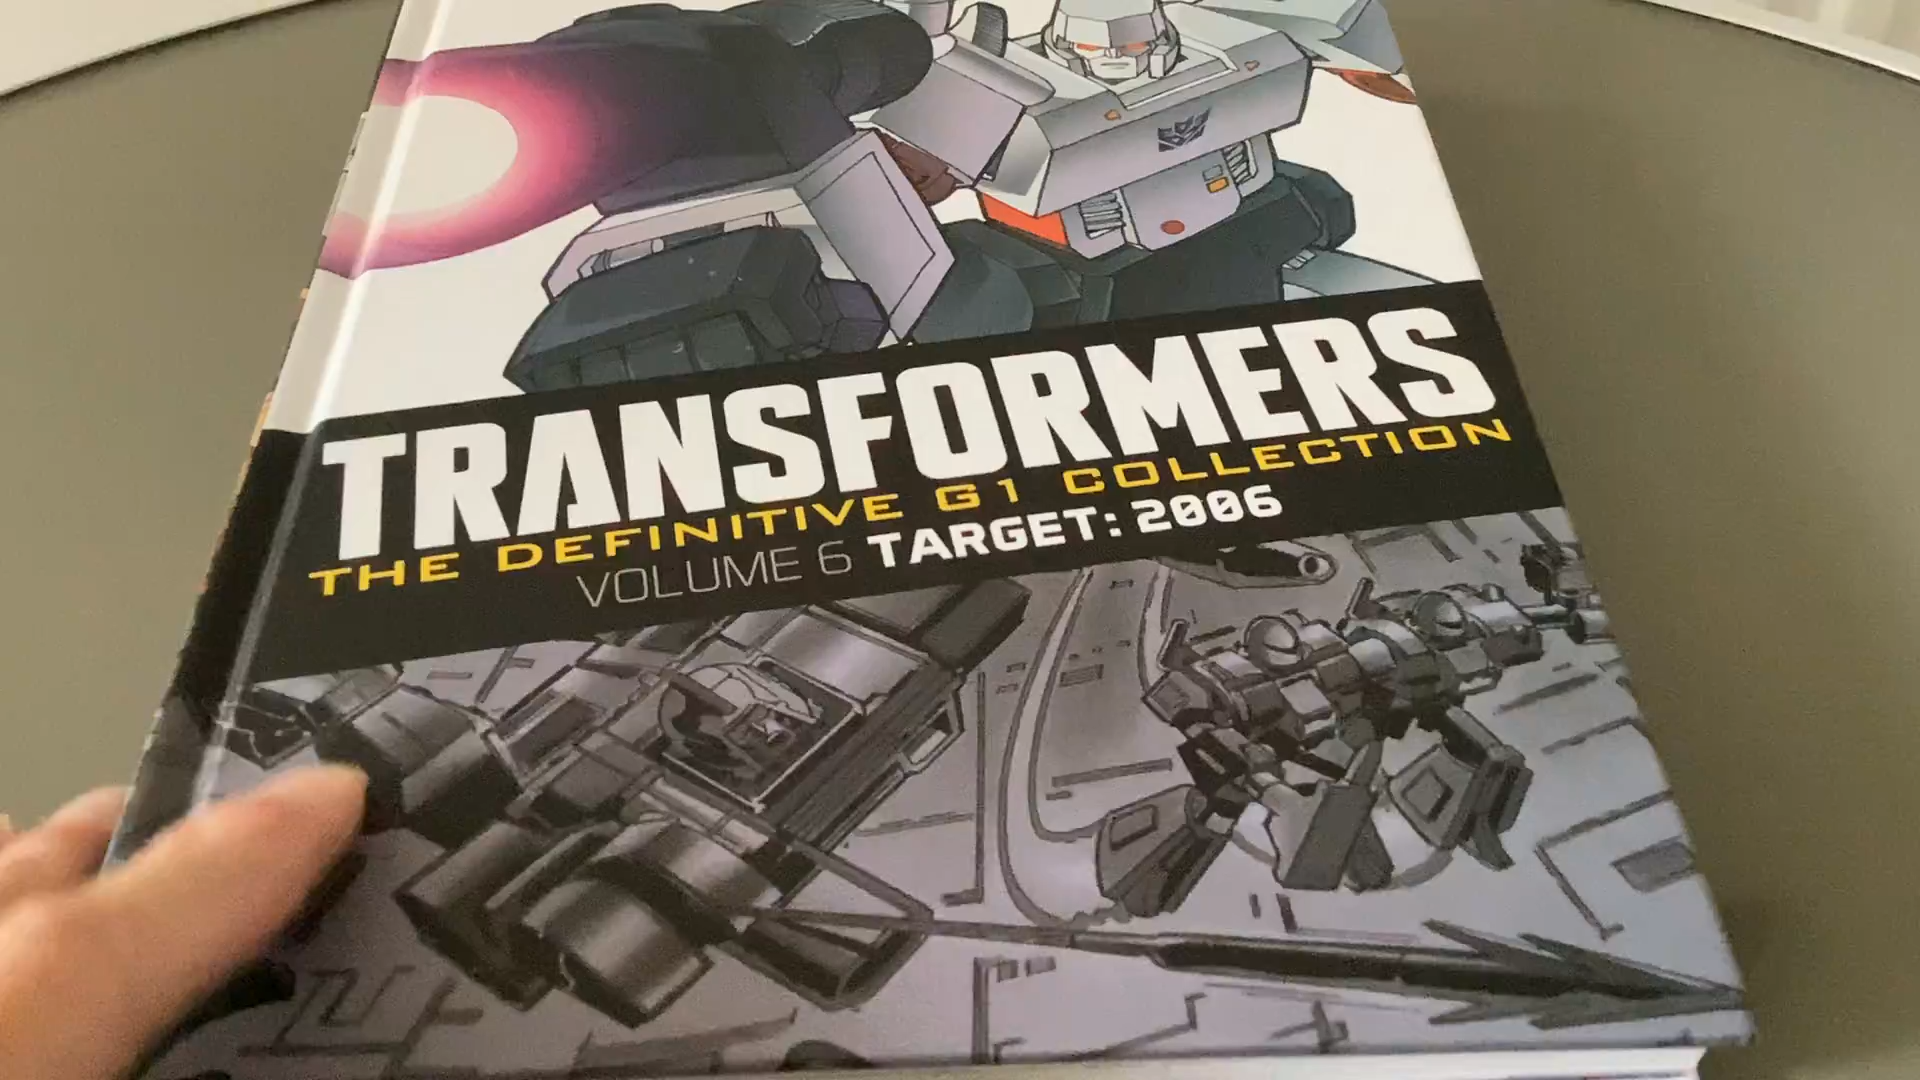 TRANSFORMERS
THE DEFINITIVE G1 COLLECTION
VOLUME 6 TARGET: 2006